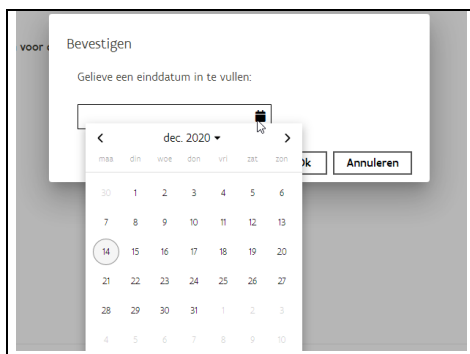 voor
Bevestigen
Gelieve een einddatum in te vullen:
dec. 2020
maa din woe don vri zat zon
30 1 2 3 4 5 6
7 8 9 10 11 12 13
14 15 16 17 18 19 20
21 22 23 24 25 26 27
28 29 30 31 1 2 3
4 5 6 7 8 9 10
Annuleren